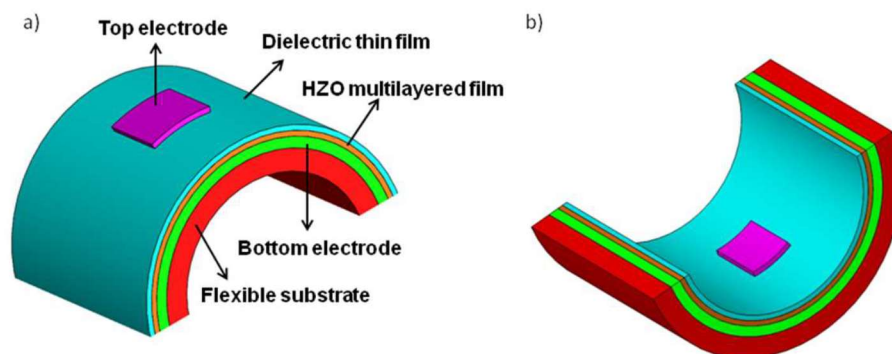 a)
Top electrode
Dielectric thin film
HZO multilayered film
Bottom electrode
Flexible substrate
b)